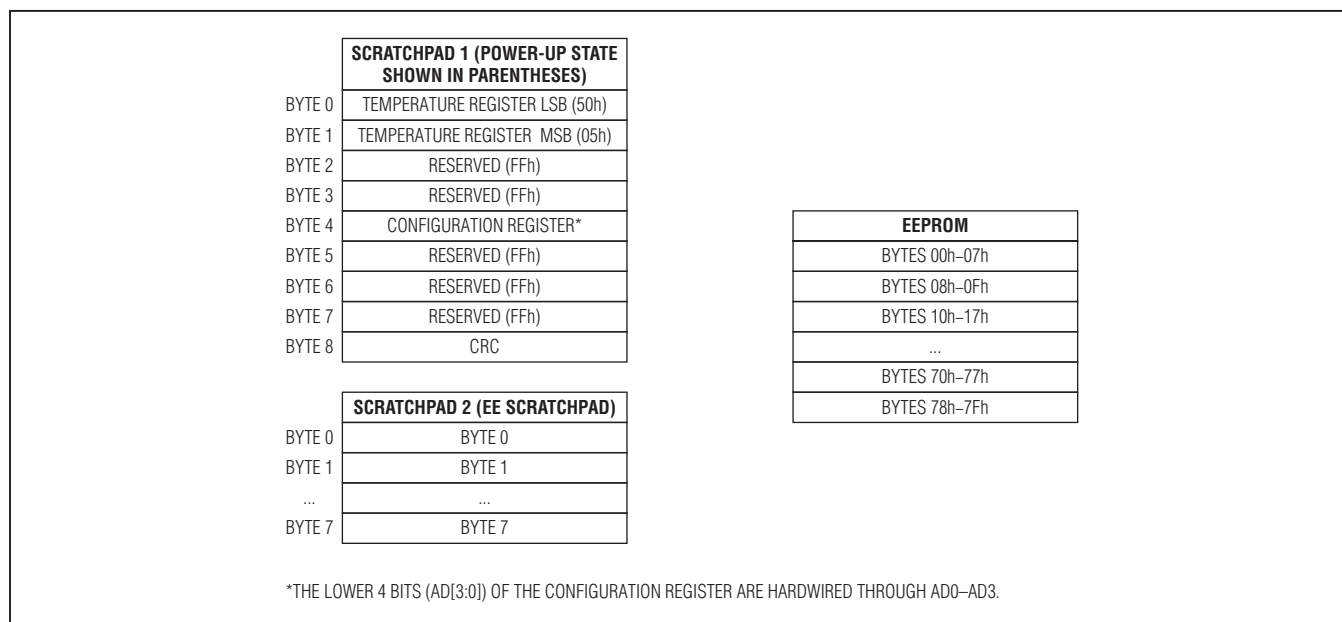 SCRATCHPAD 1 (POWER-UP STATE
SHOWN IN PARENTHESES)
BYTE 0 TEMPERATURE REGISTER LSB (50h)
BYTE 1 TEMPERATURE REGISTER MSB (05h)
BYTE 2 RESERVED (FFh)
BYTE 3 RESERVED (FFh)
BYTE 4 CONFIGURATION REGISTER*
BYTE 5 RESERVED (FFh)
BYTE 6 RESERVED (FFh)
BYTE 7 RESERVED (FFh)
BYTE 8 CRC
SCRATCHPAD 2 (EE SCRATCHPAD)
BYTE 0 BYTE 0
BYTE 1 BYTE 1
... ...
BYTE 7 BYTE 7
EEPROM
BYTES 00h–07h
BYTES 08h–0Fh
BYTES 10h–17h
...
BYTES 70h–77h
BYTES 78h–7Fh
*THE LOWER 4 BITS (AD[3:0]) OF THE CONFIGURATION REGISTER ARE HARDWIRED THROUGH AD0–AD3.